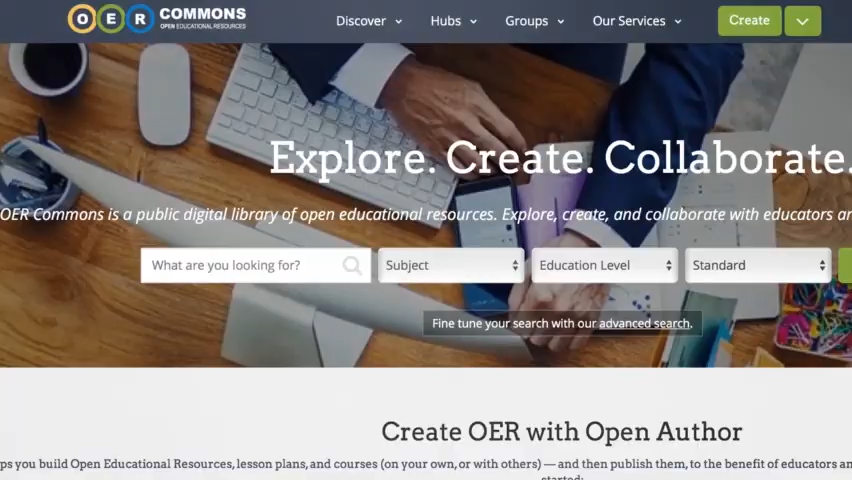 OER COMMONS
OPEN EDUCATIONAL RESOURCES
Discover Hubs Groups Our Services Create
Explore. Create. Collaborate.
OER Commons is a public digital library of open educational resources. Explore, create, and collaborate with educators
What are you looking for? Subject Education Level Standard
Fine tune your search with our advanced search.
Create OER with Open Author
you build Open Educational Resources, lesson plans, and courses (on your own, or with others) — and then publish them, to the benefit of educators
started: